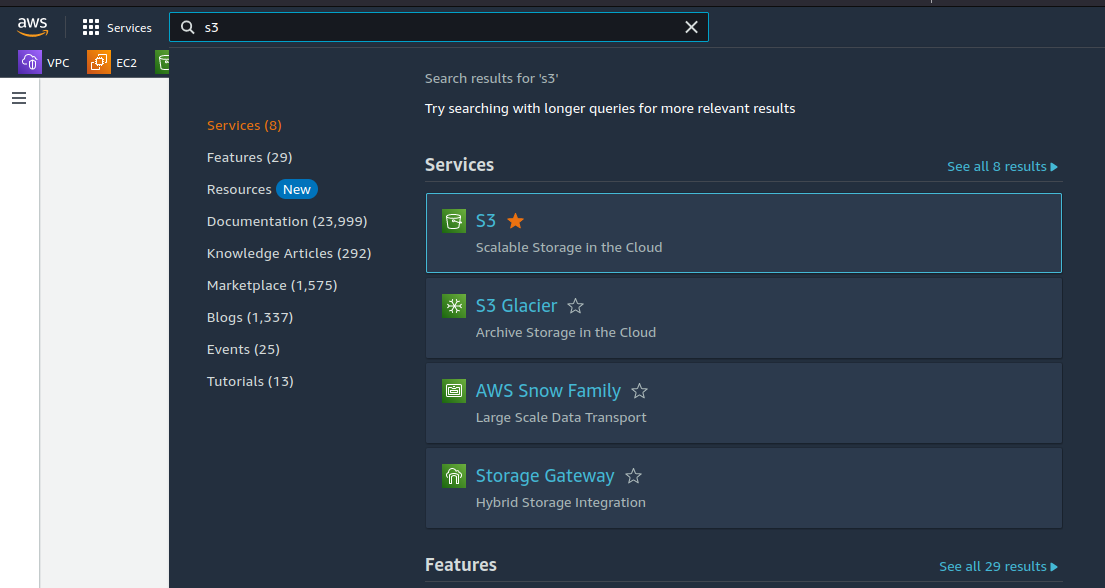 aws
Services
s3
VPC
EC2
Search results for 's3'
Try searching with longer queries for more relevant results
Services (8)
Features (29)
Resources New
Documentation (23,999)
Knowledge Articles (292)
Marketplace (1,575)
Blogs (1,337)
Events (25)
Tutorials (13)
Services
See all 8 results
S3
Scalable Storage in the Cloud
S3 Glacier
Archive Storage in the Cloud
AWS Snow Family
Large Scale Data Transport
Storage Gateway
Hybrid Storage Integration
Features
See all 29 results